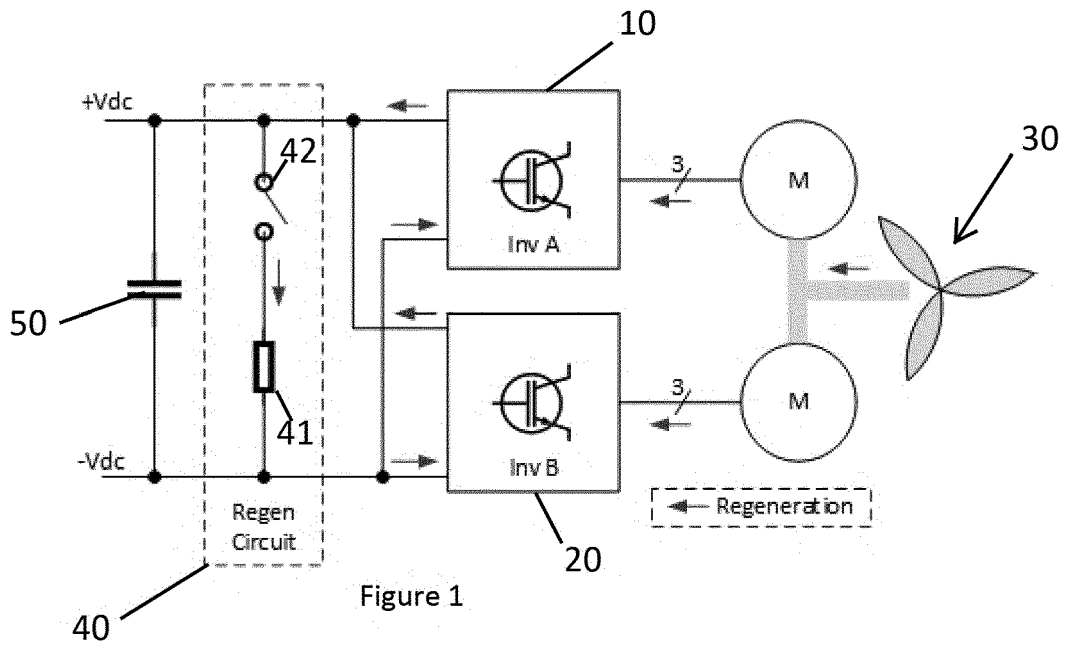 10
+Vdc
42
3
M
30
Inv A
50
41
3
M
-Vdc
Inv B
Regen
Circuit
Regeneration
20
Figure 1
40